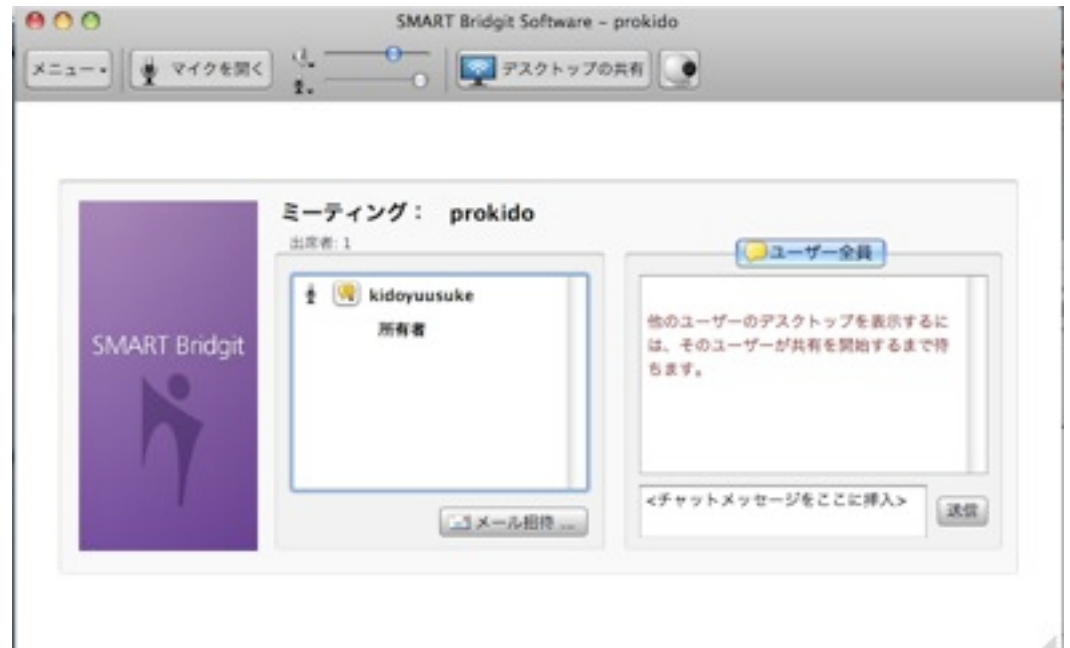 SMART Bridgit Software – prokido
メニュー
マイクを開く
デスクトップの共有
ミーティング： prokido
出席者: 1
kidoyuusuke
所有者
メール招待 ...
SMART Bridgit
ユーザー全員
他のユーザーのデスクトップを表示するに
は、そのユーザーが共有を開始するまで待
ちます。
<チャットメッセージをここに挿入>
送信